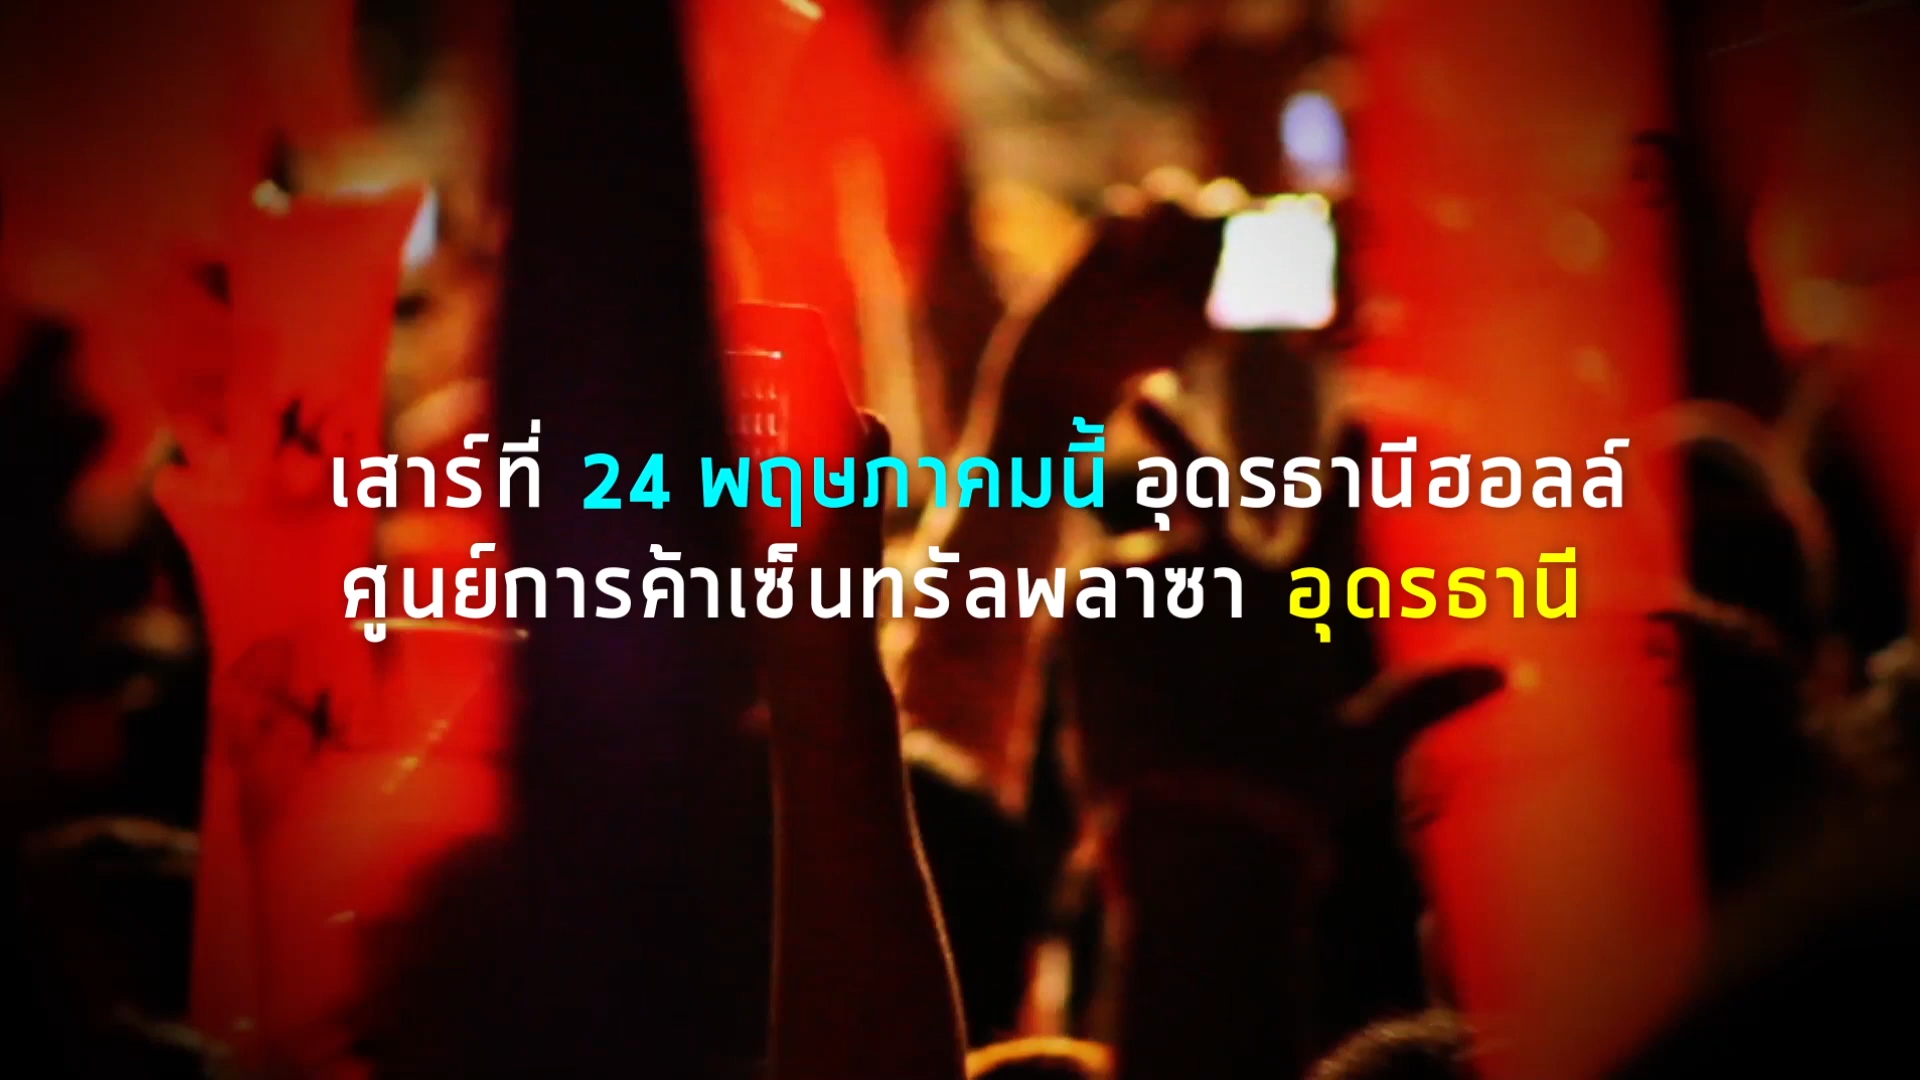 เสาร์ที่ 24 พฤษภาคมนี้ อุดรธานีฮอลล์
ศูนย์การค้าเซ็นทรัลพลาซา อุดรธานี